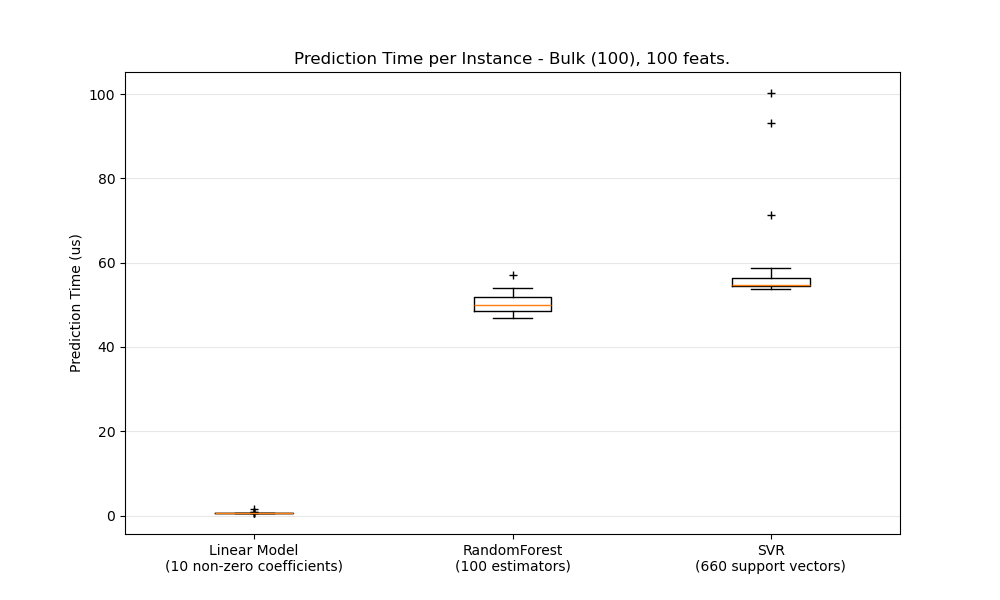 Prediction Time per Instance - Bulk (100), 100 feats.
Prediction Time (us)
100
80
60
40
20
0
Linear Model
(10 non-zero coefficients)
RandomForest
(100 estimators)
SVR
(660 support vectors)